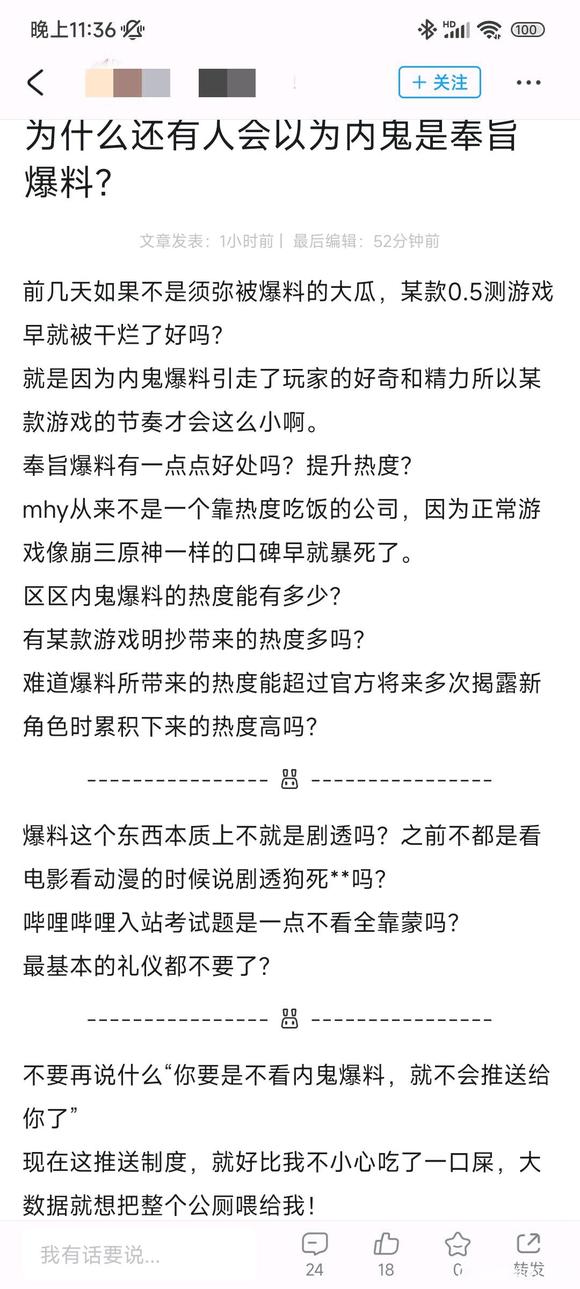 晚上11:36
HD
100
+ 关注
为什么还有人会以为内鬼是奉旨
爆料？
文章发表：1小时前 | 最后编辑：52分钟前
前几天如果不是须弥被爆料的大瓜，某款0.5测游戏
早就被干烂了好吗？
就是因为内鬼爆料引走了玩家的好奇和精力所以某
款游戏的节奏才会这么小啊。
奉旨爆料有一点点好处吗？提升热度？
mhy从来不是一个靠热度吃饭的公司，因为正常游
戏像崩三原神一样的口碑早就暴死了。
区区内鬼爆料的热度能有多少？
有某款游戏明抄带来的热度多吗？
难道爆料所带来的热度能超过官方将来多次揭露新
角色时累积下来的热度高吗？
爆料这个东西本质上不就是剧透吗？之前不都是看
电影看动漫的时候说剧透狗死**吗？
哔哩哔哩入站考试题是一点不看全靠蒙吗？
最基本的礼仪都不要了？
不要再说什么“你要是不看内鬼爆料，就不会推送给
你了”
现在这推送制度，就好比我不小心吃了一口屎，大
数据就想把整个公厕喂给我！
我有话要说...
24
18
转发